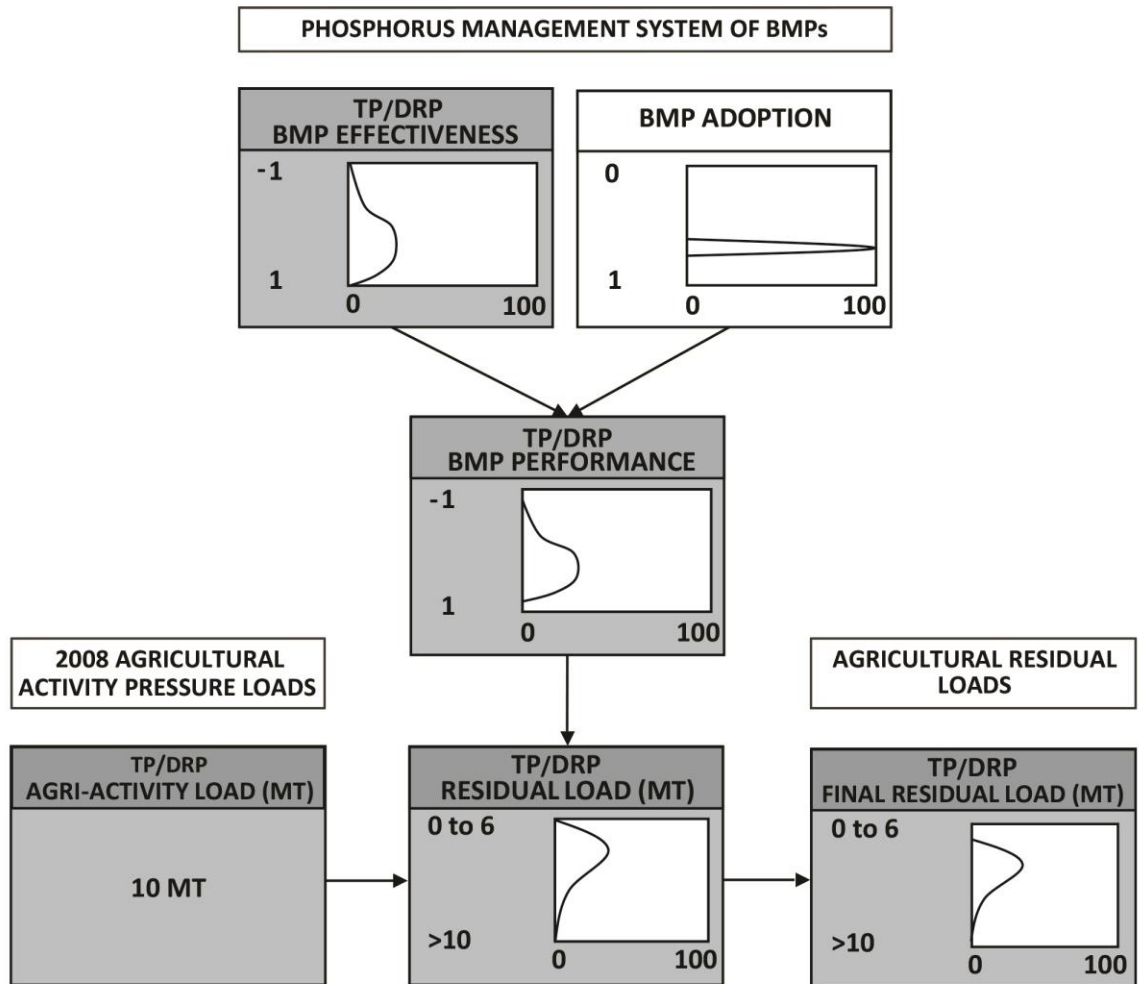 PHOSPHORUS MANAGEMENT SYSTEM OF BMPs
TP/DRP
BMP EFFECTIVENESS
-1
1
0
100
BMP ADOPTION
0
1
0
100
TP/DRP
BMP PERFORMANCE
-1
1
0
100
2008 AGRICULTURAL
ACTIVITY PRESSURE LOADS
TP/DRP
AGRI-ACTIVITY LOAD (MT)
10 MT
TP/DRP
RESIDUAL LOAD (MT)
0 to 6
>10
0
100
AGRICULTURAL RESIDUAL
LOADS
TP/DRP
FINAL RESIDUAL LOAD (MT)
0 to 6
>10
0
100